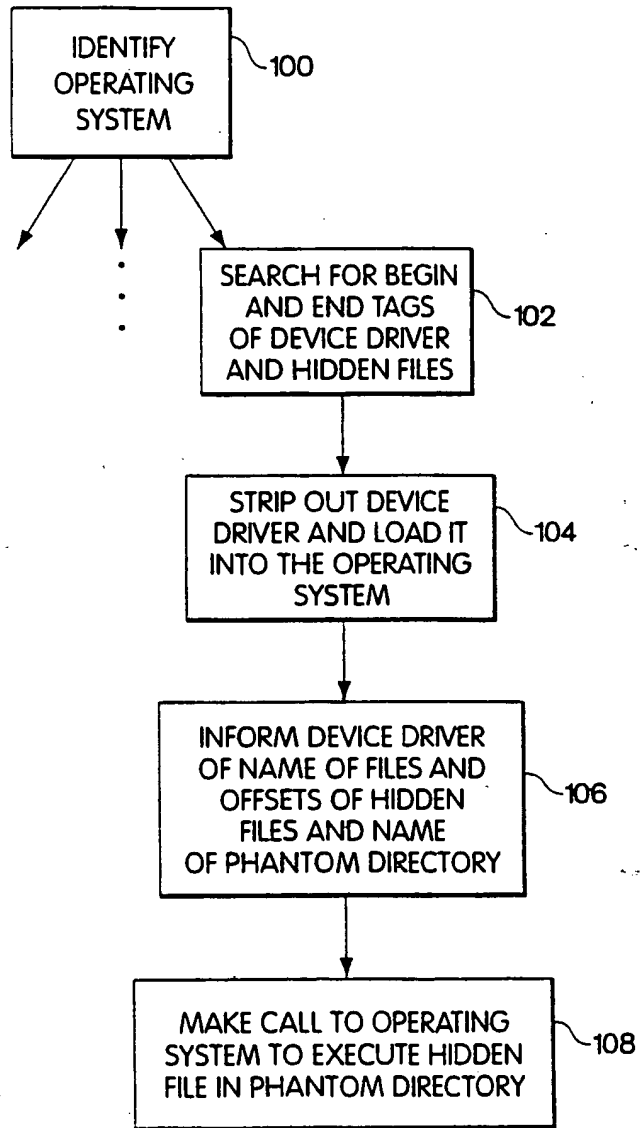 IDENTIFY
OPERATING
SYSTEM
100
SEARCH FOR BEGIN
AND END TAGS
OF DEVICE DRIVER
AND HIDDEN FILES
102
STRIP OUT DEVICE
DRIVER AND LOAD IT
INTO THE OPERATING
SYSTEM
104
INFORM DEVICE DRIVER
OF NAME OF FILES AND
OFFSETS OF HIDDEN
FILES AND NAME
OF PHANTOM DIRECTORY
106
MAKE CALL TO OPERATING
SYSTEM TO EXECUTE HIDDEN
FILE IN PHANTOM DIRECTORY
108